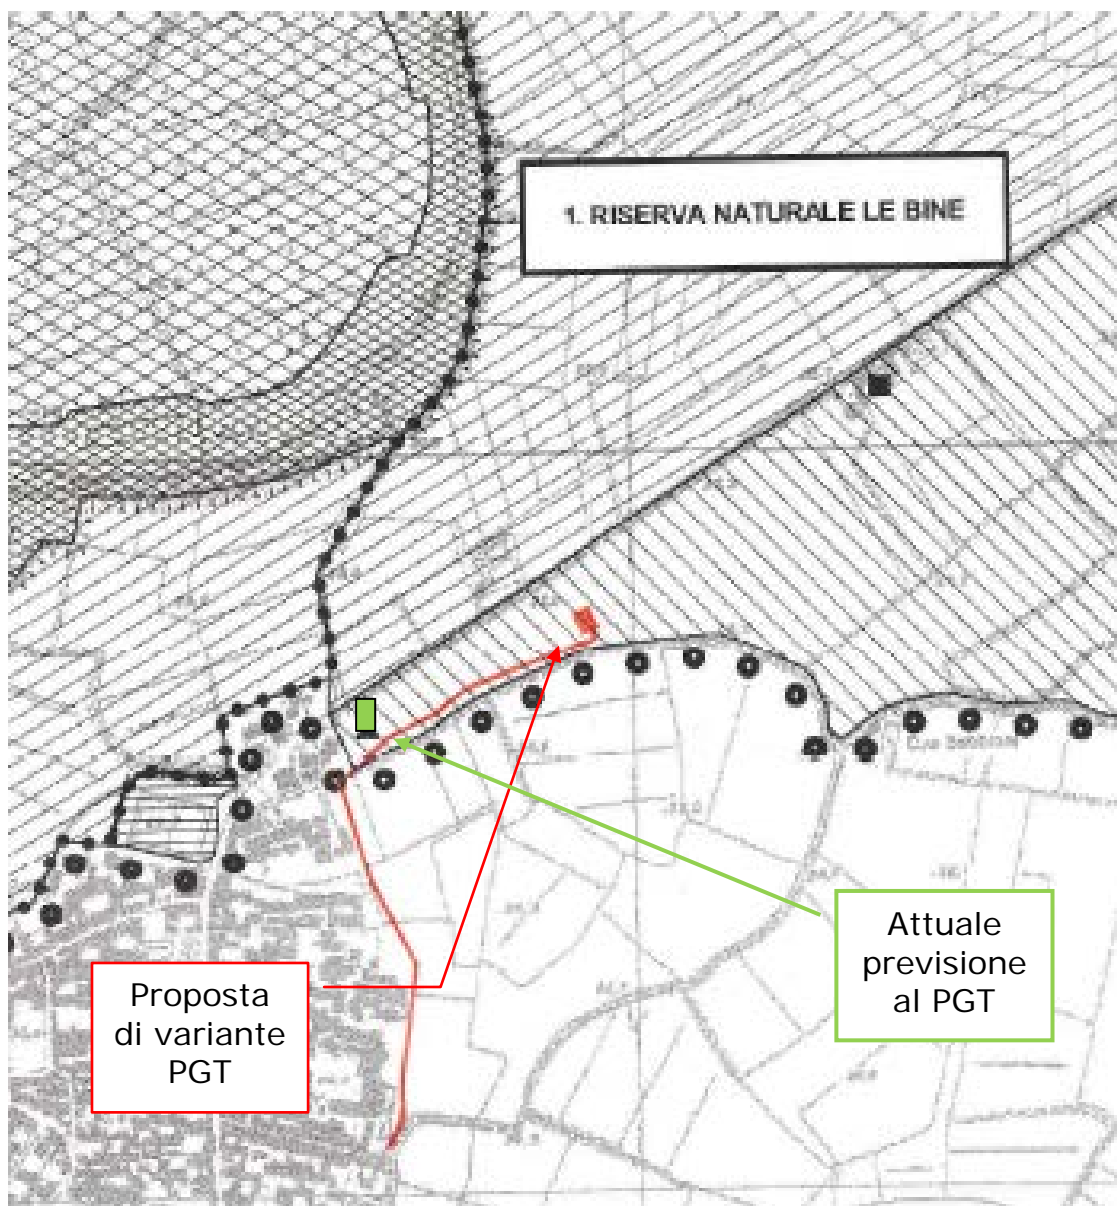 1. RISERVA NATURALE LE BINE
Attuale
previsione
al PGT
Proposta
di variante
PGT